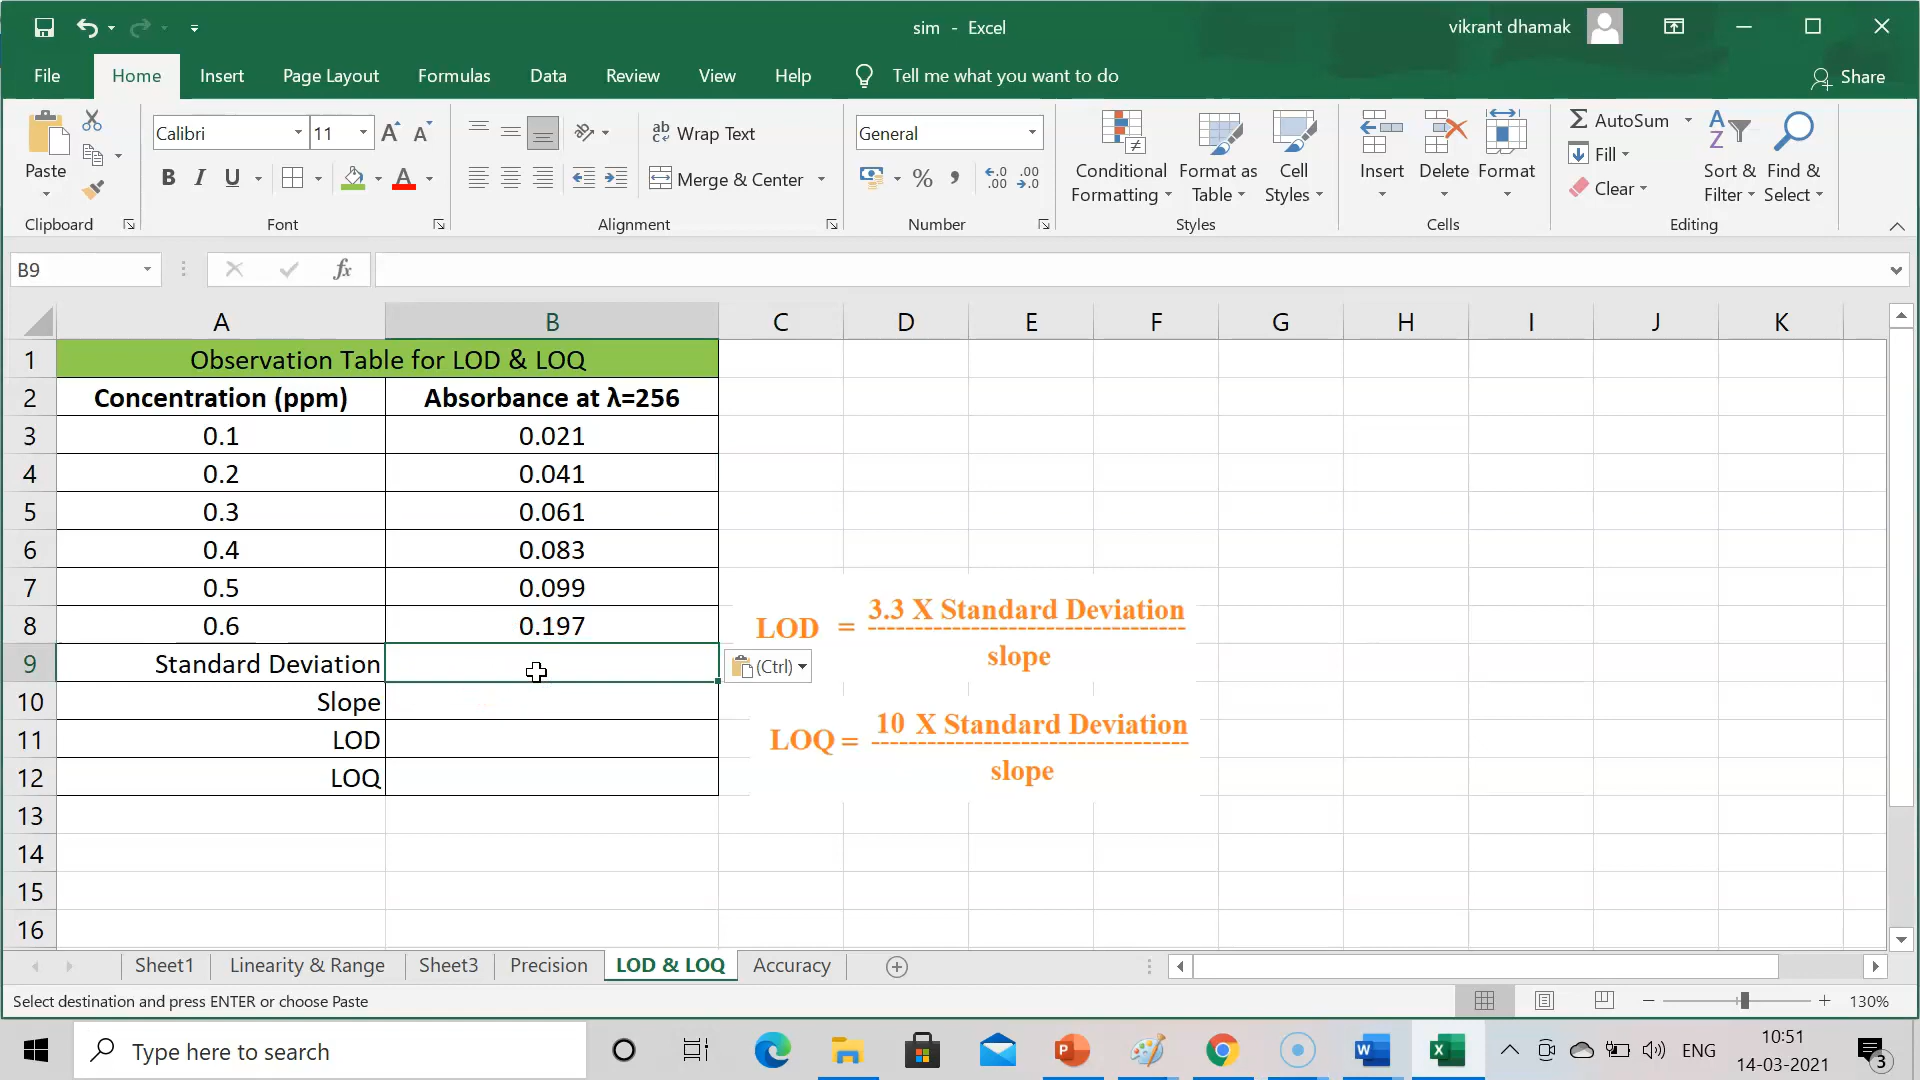 sim - Excel
vikrant dhamak
File Home Insert Page Layout Formulas Data Review View Help Tell me what you want to do Share
Paste
Clipboard
Calibri 11
A A
B I U A
Font
ab Wrap Text
Merge & Center
Alignment
General
% , .0 .00 .00 .0
Number
Conditional Formatting
Format as Table
Cell Styles
Styles
Insert Delete Format
Cells
AutoSum
Fill
Clear
Sort & Filter
Find & Select
Editing
B9 fx
A B C D E F G H I J K
1 Observation Table for LOD & LOQ
2 Concentration (ppm) Absorbance at λ=256
3 0.1 0.021
4 0.2 0.041
5 0.3 0.061
6 0.4 0.083
7 0.5 0.099
8 0.6 0.197
9 Standard Deviation
10 Slope
11 LOD
12 LOQ
13
14
15
16
LOD = 3.3 X Standard Deviation
slope
(Ctrl)
LOQ = 10 X Standard Deviation
slope
Sheet1 Linearity & Range Sheet3 Precision LOD & LOQ Accuracy
Select destination and press ENTER or choose Paste
130%
Type here to search
ENG
10:51
14-03-2021
3